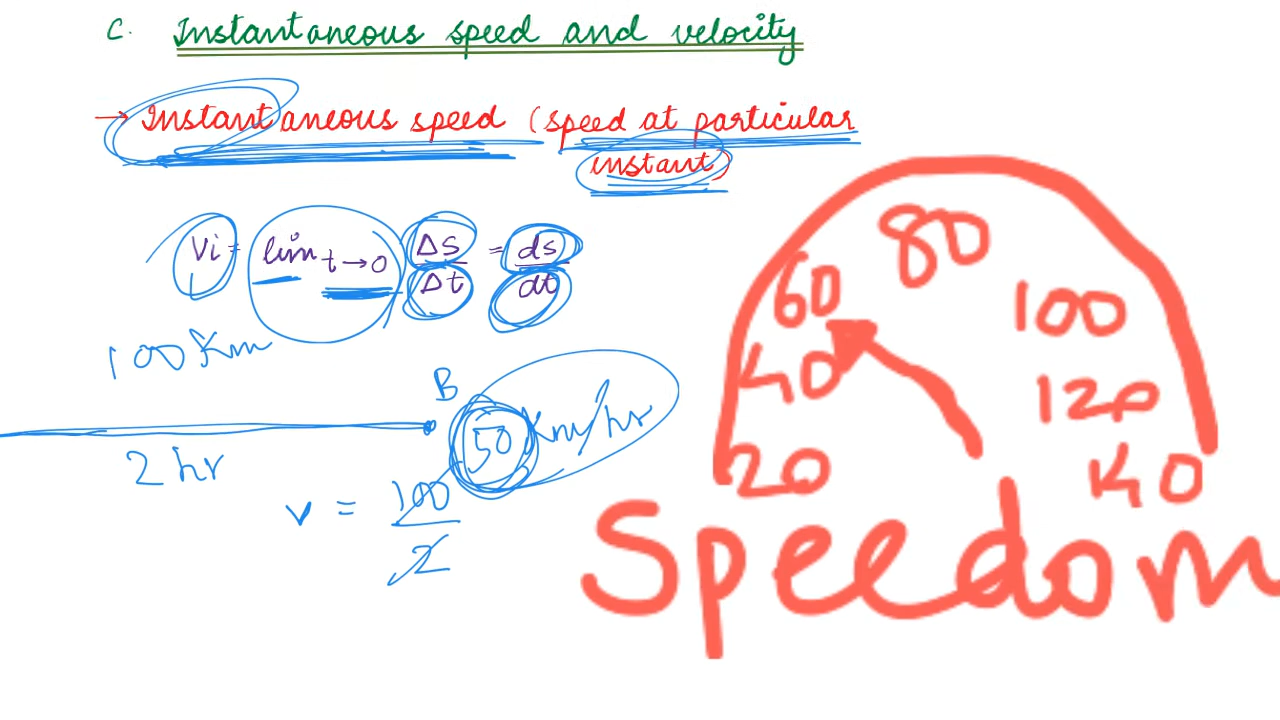 C. Instantaneous speed and velocity
→ Instantaneous speed (speed at particular
instant)
Vi = lim t→0 Δs/Δt = ds/dt
100 Km
B
50 Km/hr
2 hr
v = 100/2
80
60
100
40
120
20
140
Speedom